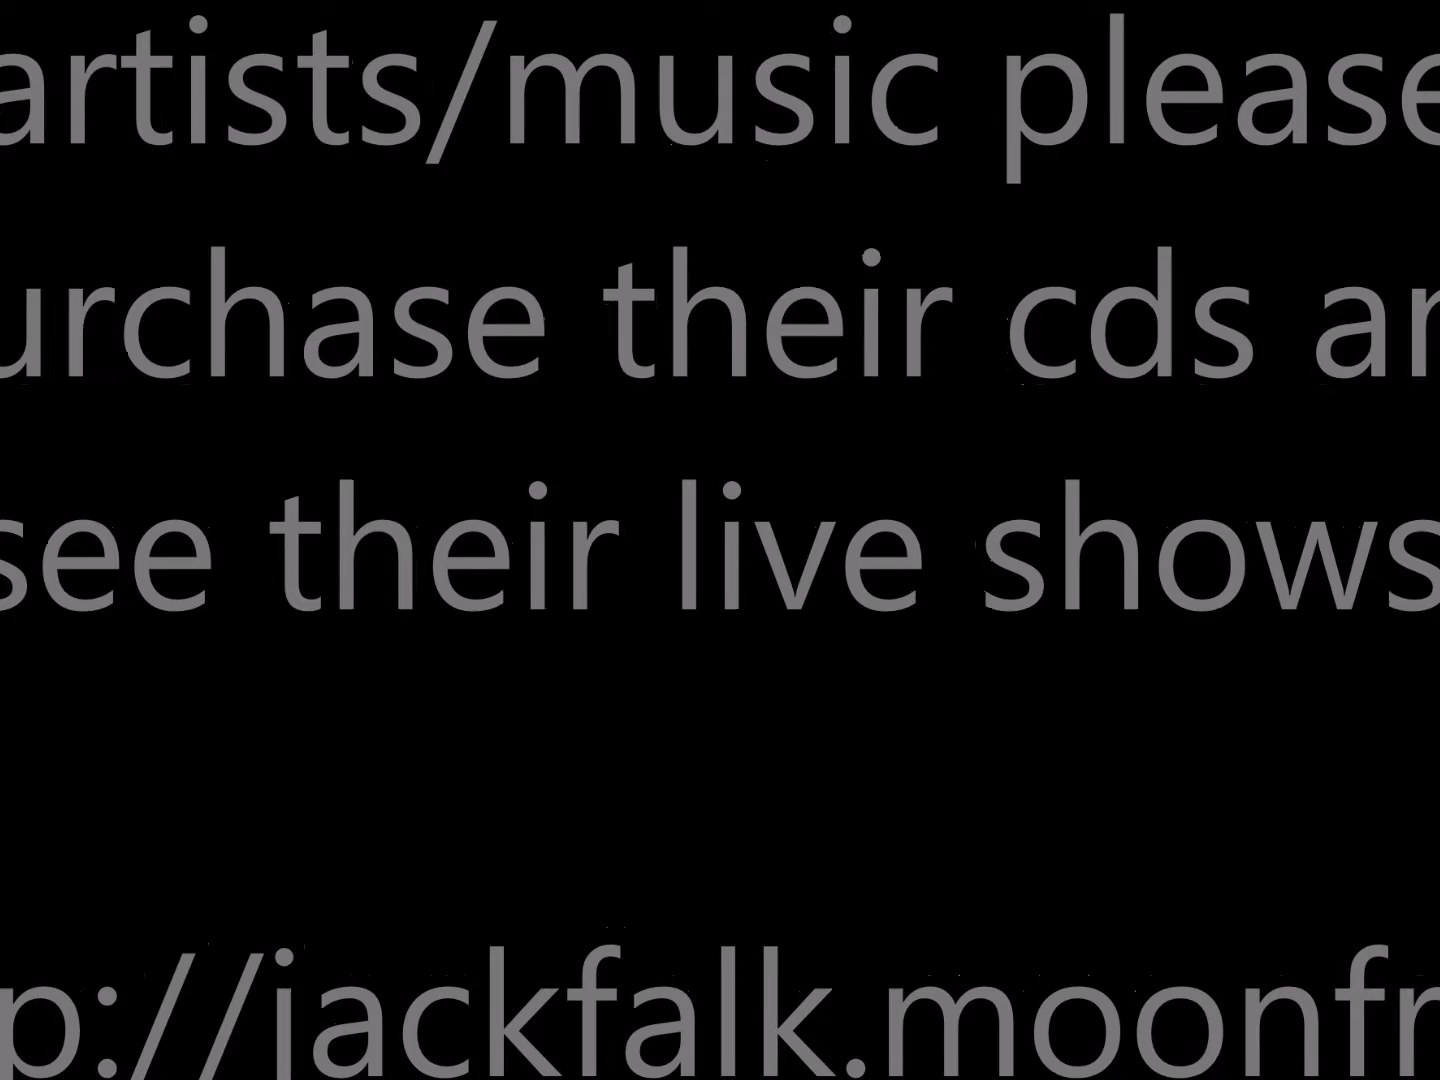 artists/music please
urchase their cds ar
see their live shows
p://jackfalk.moonfr